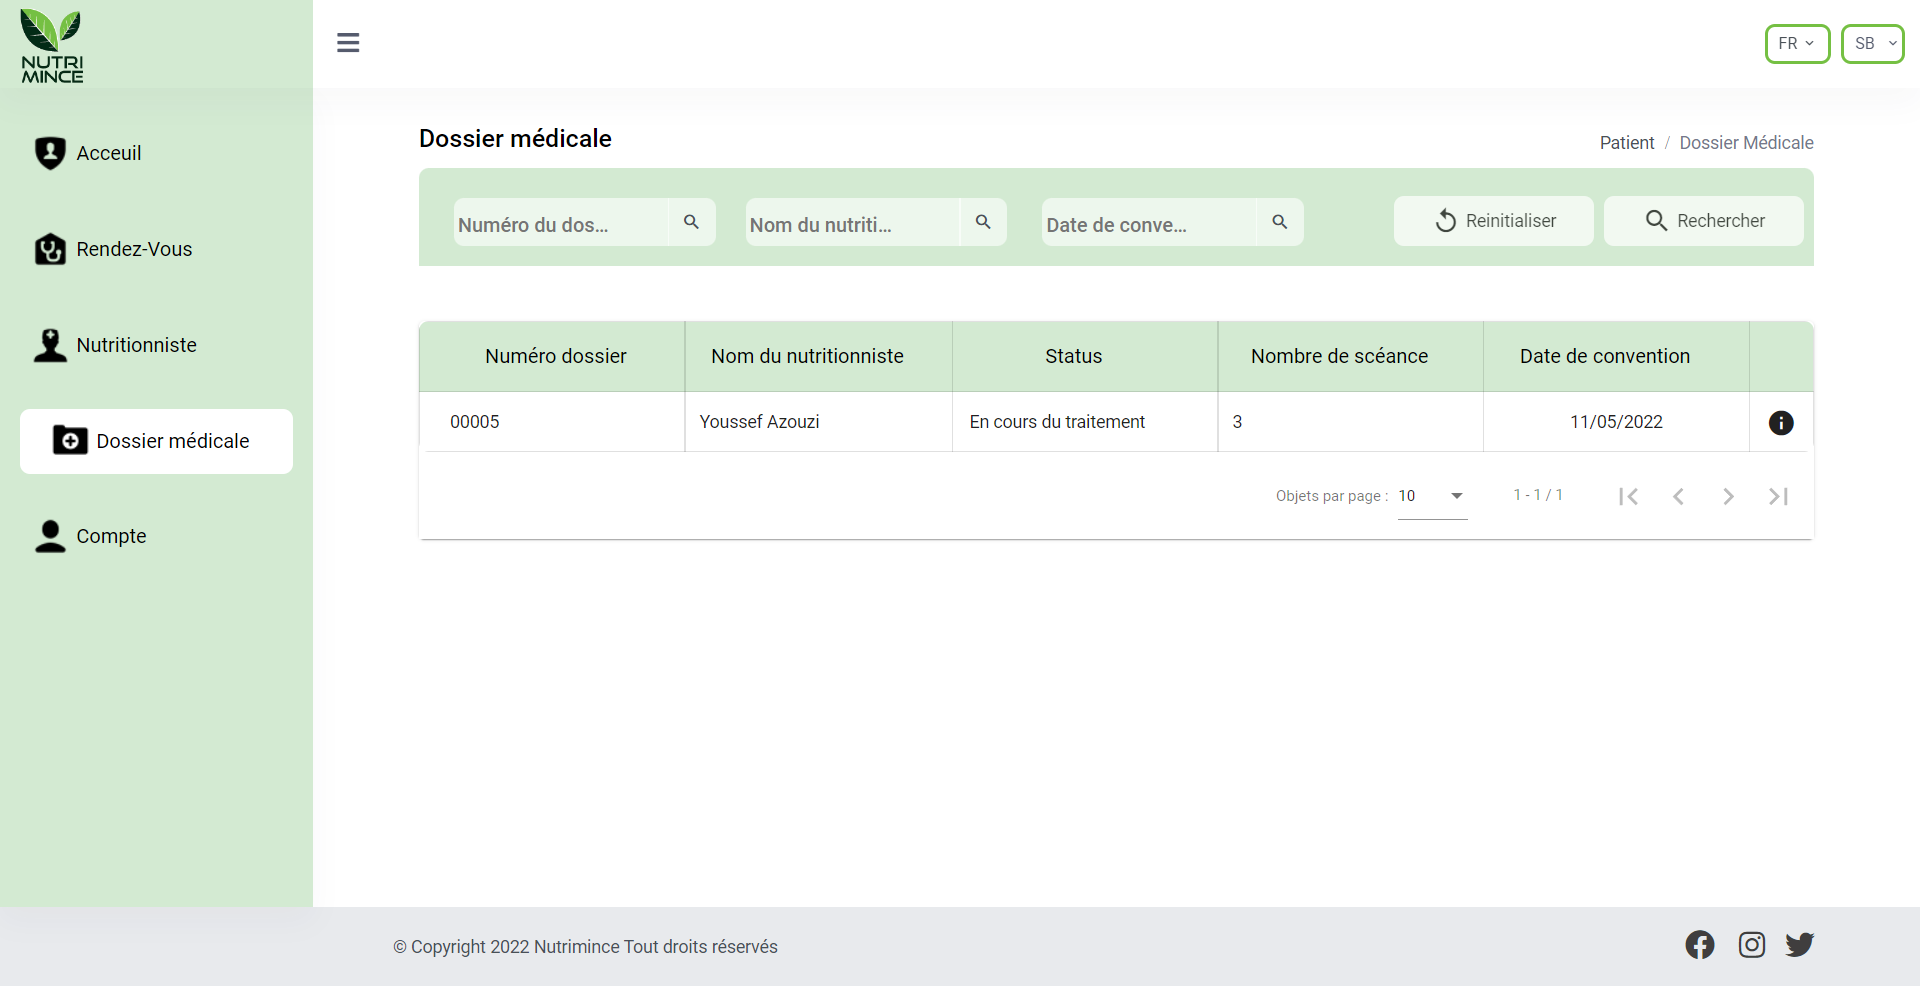 NUTRI
MINCE
FR
SB
Acceuil
Rendez-Vous
Nutritionniste
Dossier médicale
Compte
Dossier médicale
Patient / Dossier Médicale
Numéro du dos...
Nom du nutriti...
Date de conve...
Reinitialiser
Rechercher
Numéro dossier
Nom du nutritionniste
Status
Nombre de scéance
Date de convention
00005
Youssef Azouzi
En cours du traitement
3
11/05/2022
Objets par page : 10
1 - 1 / 1
© Copyright 2022 Nutrimince Tout droits réservés